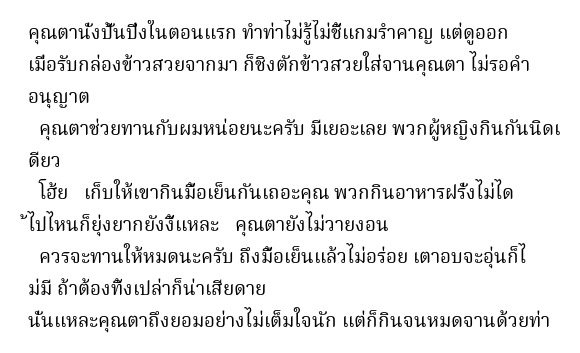 คุณตานั่งปั้นปึ่งในตอนแรก ทำท่าไม่รู้ไม่ชี้แกมรำคาญ แต่ดูออก
เมื่อรับกล่องข้าวสวยจากมา ก็ชิงตักข้าวสวยใส่จานคุณตา ไม่รอคำ
อนุญาต
คุณตาช่วยทานกับผมหน่อยนะครับ มีเยอะเลย พวกผู้หญิงกินกันนิดเ
ดียว
โอ้ย เก็บให้เขากินมื้อเย็นกันเถอะคุณ พวกกินอาหารฝรั่งไม่ได
้ไปไหนก็ยุ่งยากยังงี้แหละ คุณตายังไม่วายงอน
ควรจะทานให้หมดนะครับ ถึงมื้อเย็นแล้วไม่อร่อย เตาอบจะอุ่นก็ไ
ม่มี ถ้าต้องทิ้งเปล่าก็น่าเสียดาย
นั่นแหละคุณตาถึงยอมอย่างไม่เต็มใจนัก แต่ก็กินจนหมดจานด้วยท่า